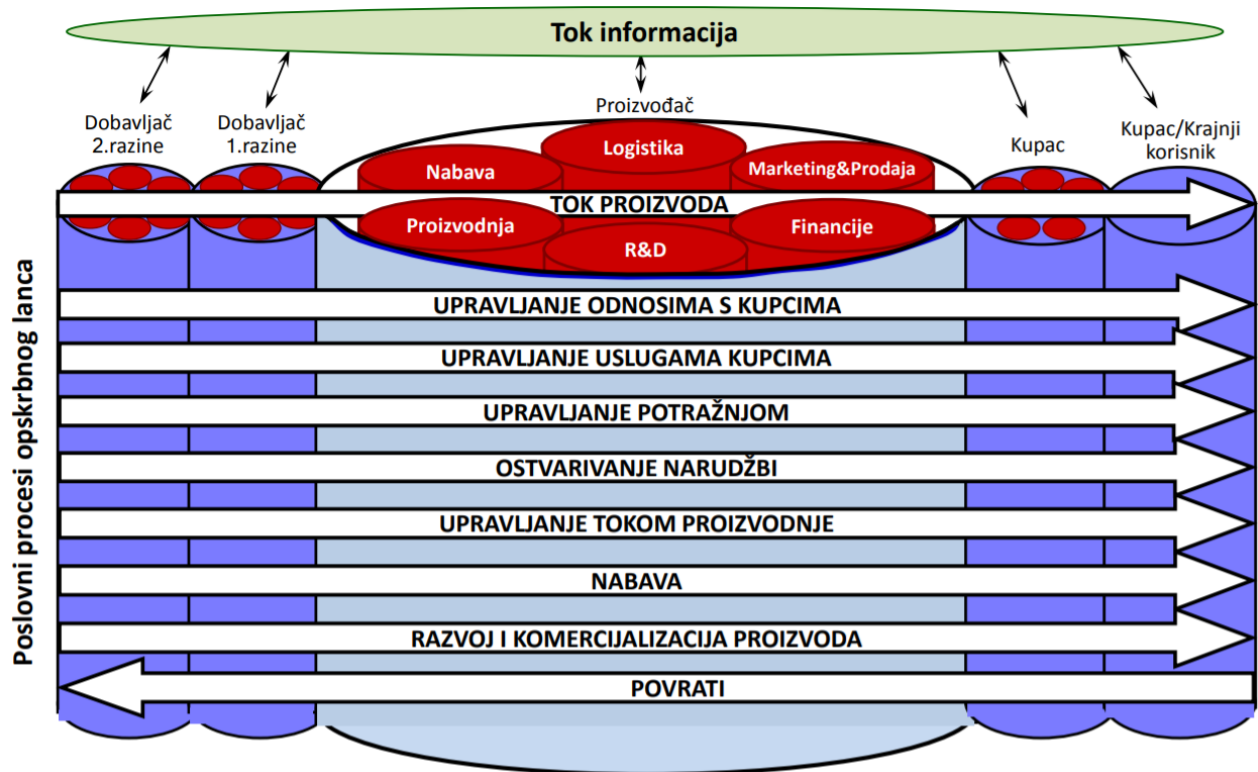 Tok informacija
Dobavljač
2.razine
Dobavljač
1.razine
Proizvođač
Kupac
Kupac/Krajnji
korisnik
Nabava
Logistika
Marketing&Prodaja
TOK PROIZVODA
Proizvodnja
R&D
Financije
Poslovni procesi opskrbnog lanca
UPRAVLJANJE ODNOSIMA S KUPCIMA
UPRAVLJANJE USLUGAMA KUPCIMA
UPRAVLJANJE POTRAŽNJOM
OSTVARIVANJE NARUDŽBI
UPRAVLJANJE TOKOM PROIZVODNJE
NABAVA
RAZVOJ I KOMERCIJALIZACIJA PROIZVODA
POVRATI